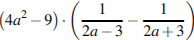 (4a² − 9) · (1/(2a − 3) − 1/(2a + 3))